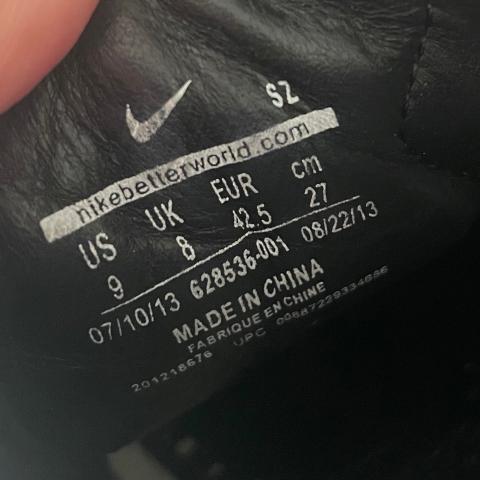 SZ
nikebetterworld.com
US UK EUR cm
9 8 42.5 27
07/10/13 628536-001 08/22/13
MADE IN CHINA
FABRIQUE EN CHINE
201218676 UPC